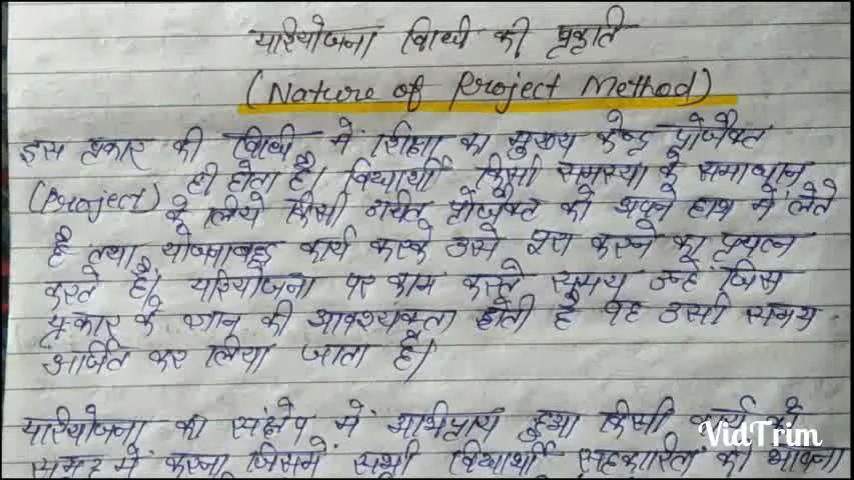 परियोजना विधि की प्रकृति
(Nature of Project Method)
इस प्रकार की विधि में शिक्षा का मुख्य केन्द्र प्रोजैक्ट
(Project) ही होता है। विद्यार्थी किसी समस्या के समाधान
के लिये किसी प्रोजैक्ट को अपने हाथ में लेते
है तथा योजनाबद्ध कार्य करके उसे पूरा करने का प्रयत्न
करते हैं। परियोजना पर काम करते समय उन्हें जिस
प्रकार के ज्ञान की आवश्यकता होती है वह उसी समय
अर्जित कर लिया जाता है।
परियोजना का संक्षेप में अभिप्राय हुआ किसी कार्य को
समूह में करना जिसमें सभी विद्यार्थी सहकारिता की भावना
VidTrim